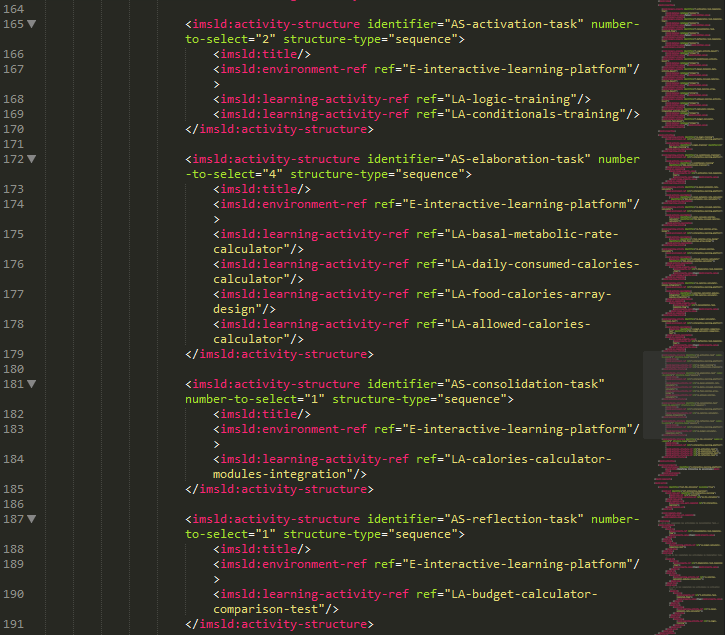 164
165 <imsld:activity-structure identifier="AS-activation-task" number-
to-select="2" structure-type="sequence">
166 <imsld:title/>
167 <imsld:environment-ref ref="E-interactive-learning-platform"/
>
168 <imsld:learning-activity-ref ref="LA-logic-training"/>
169 <imsld:learning-activity-ref ref="LA-conditionals-training"/>
170 </imsld:activity-structure>
171
172 <imsld:activity-structure identifier="AS-elaboration-task" number
-to-select="4" structure-type="sequence">
173 <imsld:title/>
174 <imsld:environment-ref ref="E-interactive-learning-platform"/
>
175 <imsld:learning-activity-ref ref="LA-basal-metabolic-rate-
calculator"/>
176 <imsld:learning-activity-ref ref="LA-daily-consumed-calories-
calculator"/>
177 <imsld:learning-activity-ref ref="LA-food-calories-array-
design"/>
178 <imsld:learning-activity-ref ref="LA-allowed-calories-
calculator"/>
179 </imsld:activity-structure>
180
181 <imsld:activity-structure identifier="AS-consolidation-task"
number-to-select="1" structure-type="sequence">
182 <imsld:title/>
183 <imsld:environment-ref ref="E-interactive-learning-platform"/
>
184 <imsld:learning-activity-ref ref="LA-calories-calculator-
modules-integration"/>
185 </imsld:activity-structure>
186
187 <imsld:activity-structure identifier="AS-reflection-task" number-
to-select="1" structure-type="sequence">
188 <imsld:title/>
189 <imsld:environment-ref ref="E-interactive-learning-platform"/
>
190 <imsld:learning-activity-ref ref="LA-budget-calculator-
comparison-test"/>
191 </imsld:activity-structure>